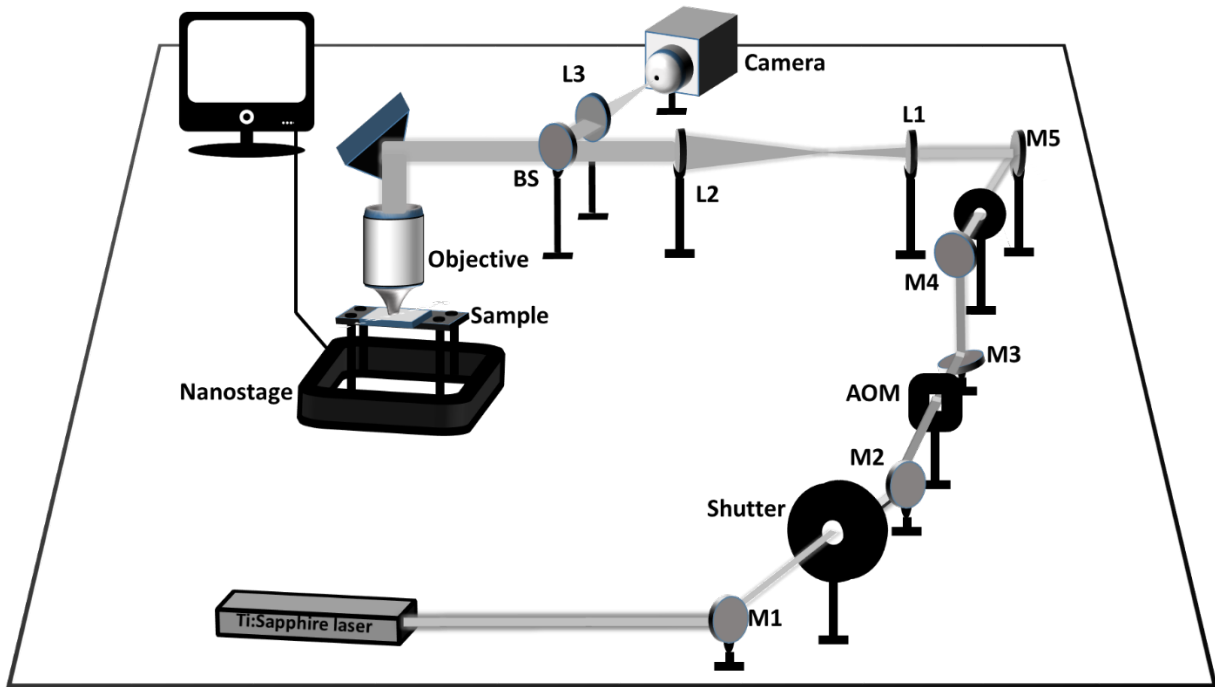 Camera
L3
L1
M5
BS
L2
Objective
M4
Sample
M3
Nanostage
AOM
M2
Shutter
Ti:Sapphire laser
M1